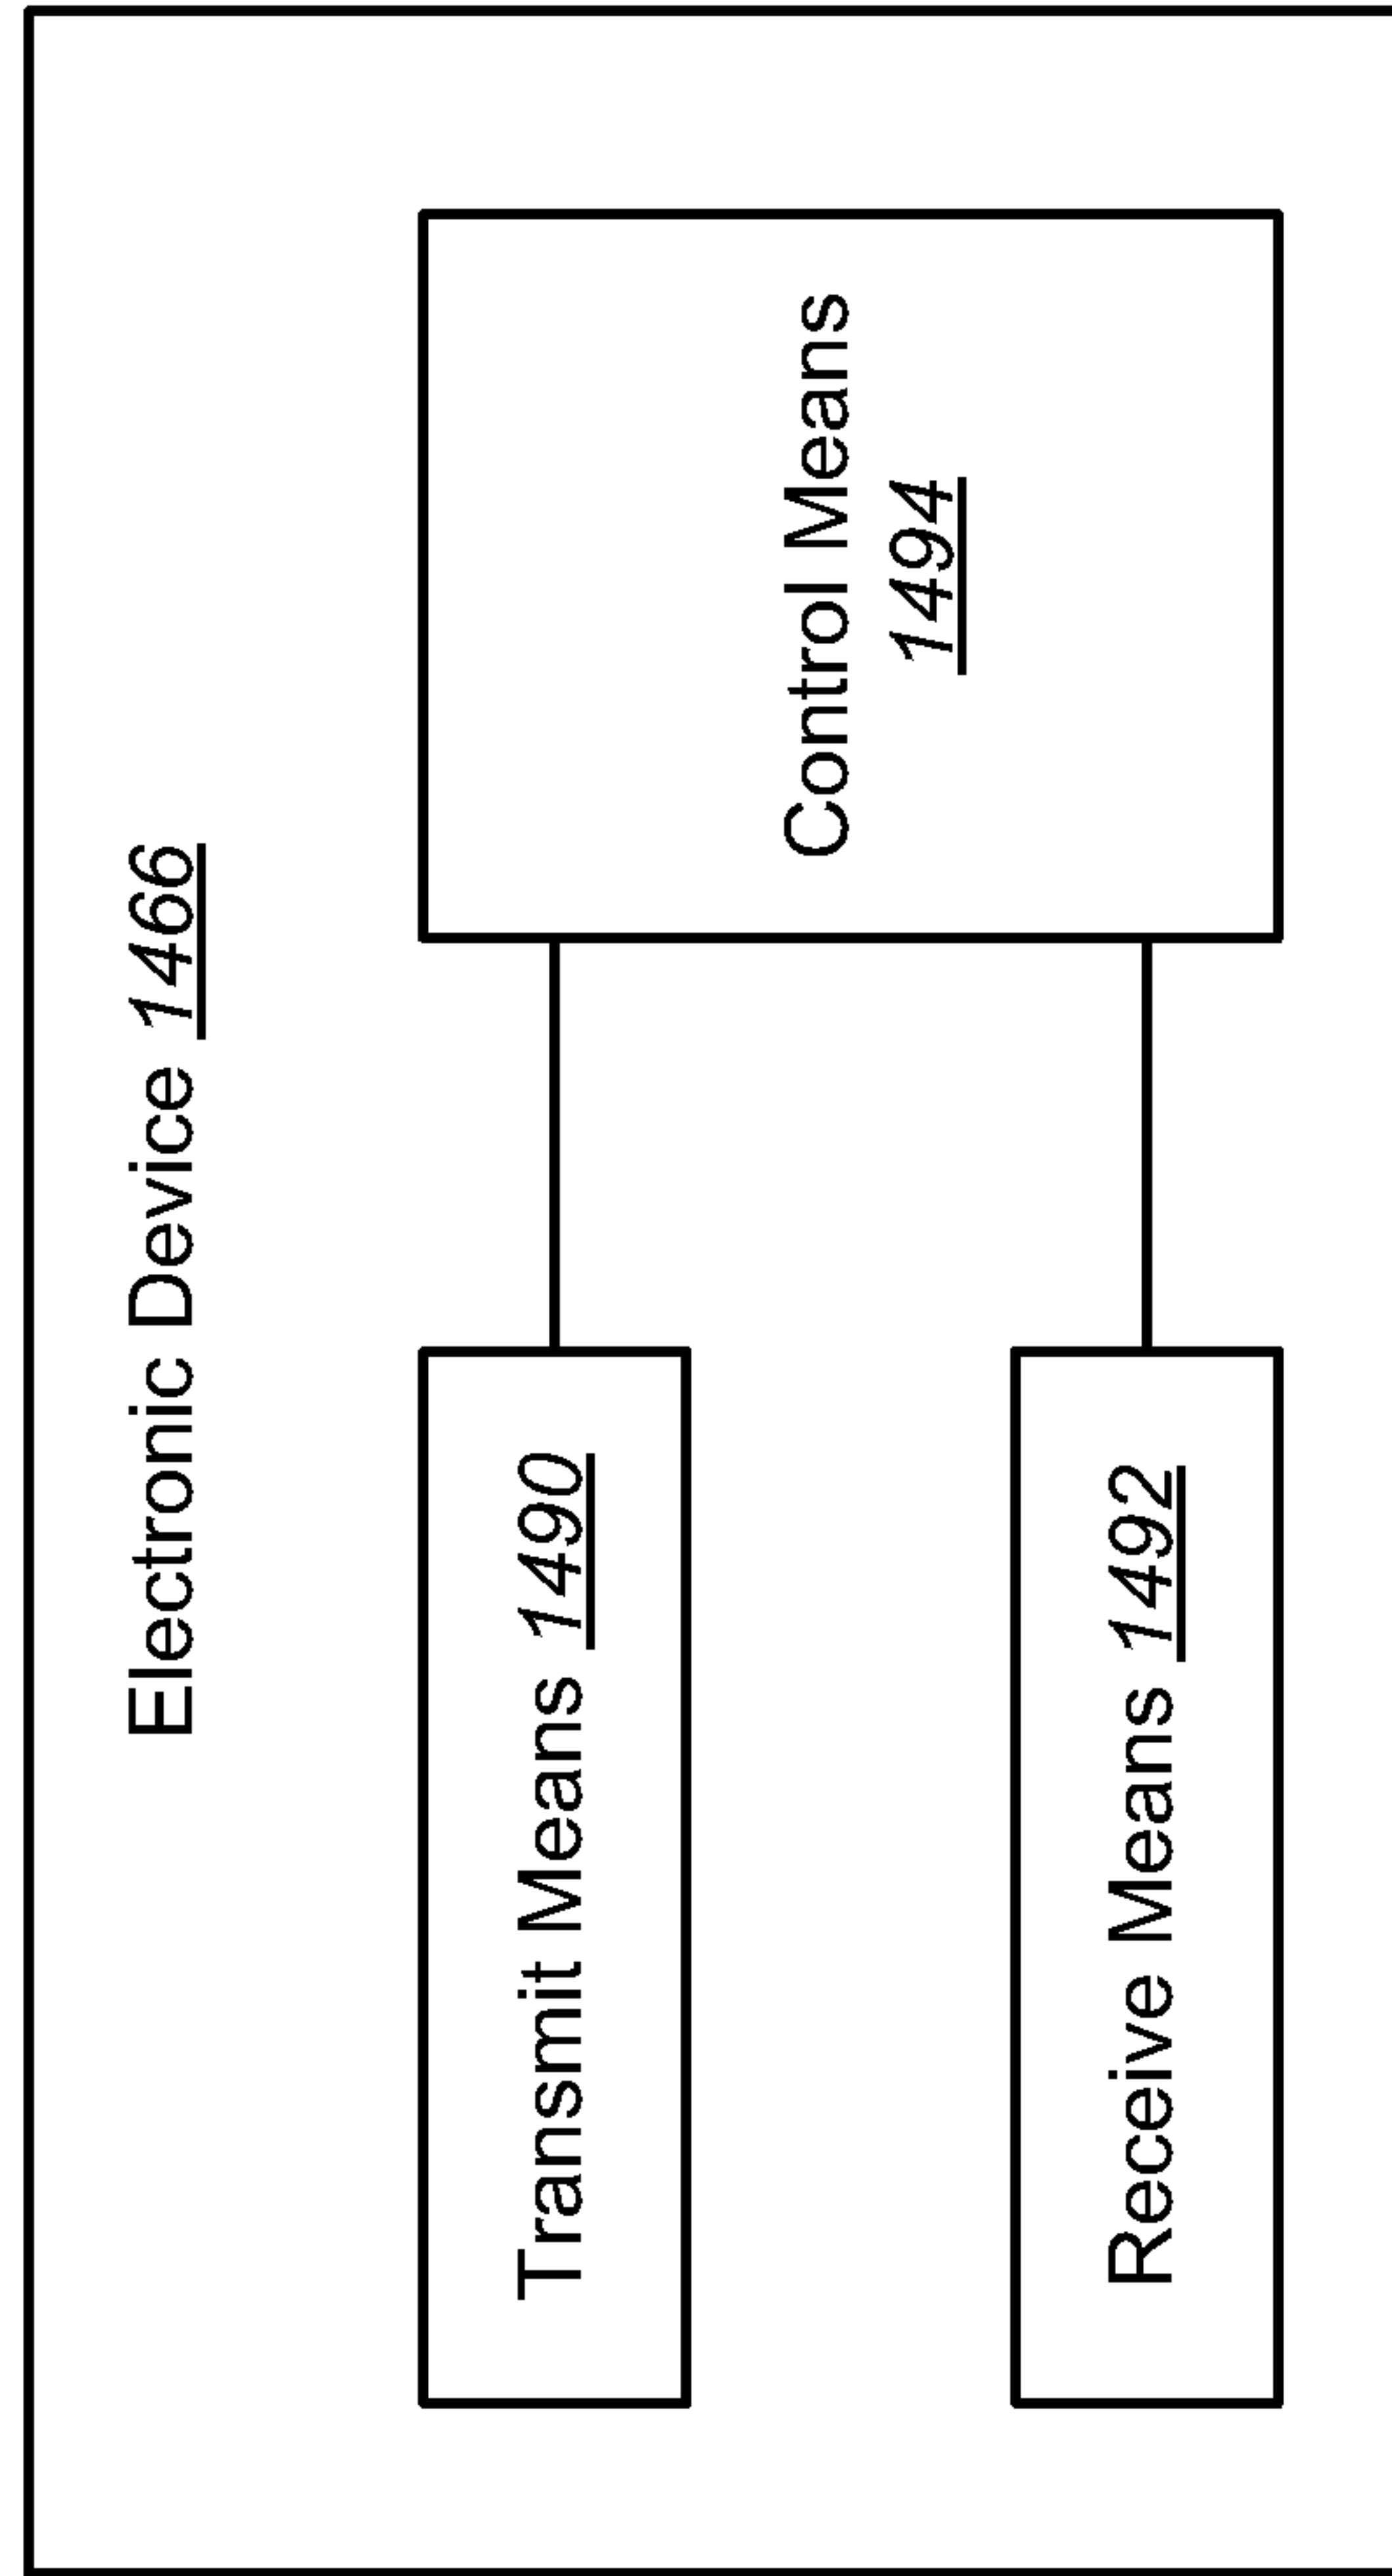 Electronic Device 1466
Transmit Means 1490
Receive Means 1492
Control Means
1494